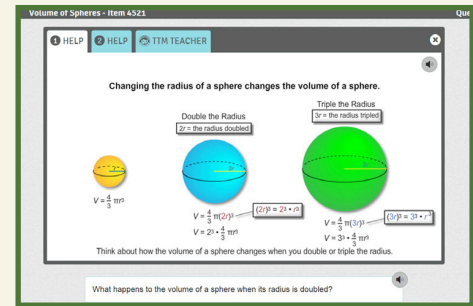 Volume of Spheres - Item 4521
Que
1 HELP
2 HELP
TTM TEACHER
Changing the radius of a sphere changes the volume of a sphere.
Double the Radius
2r = the radius doubled
Triple the Radius
3r = the radius tripled
V = 4/3 πr³
V = 4/3 π(2r)³
(2r)³ = 2³ • r³
V = 2³ • 4/3 πr³
V = 4/3 π(3r)³
(3r)³ = 3³ • r³
V = 3³ • 4/3 πr³
Think about how the volume of a sphere changes when you double or triple the radius.
What happens to the volume of a sphere when its radius is doubled?